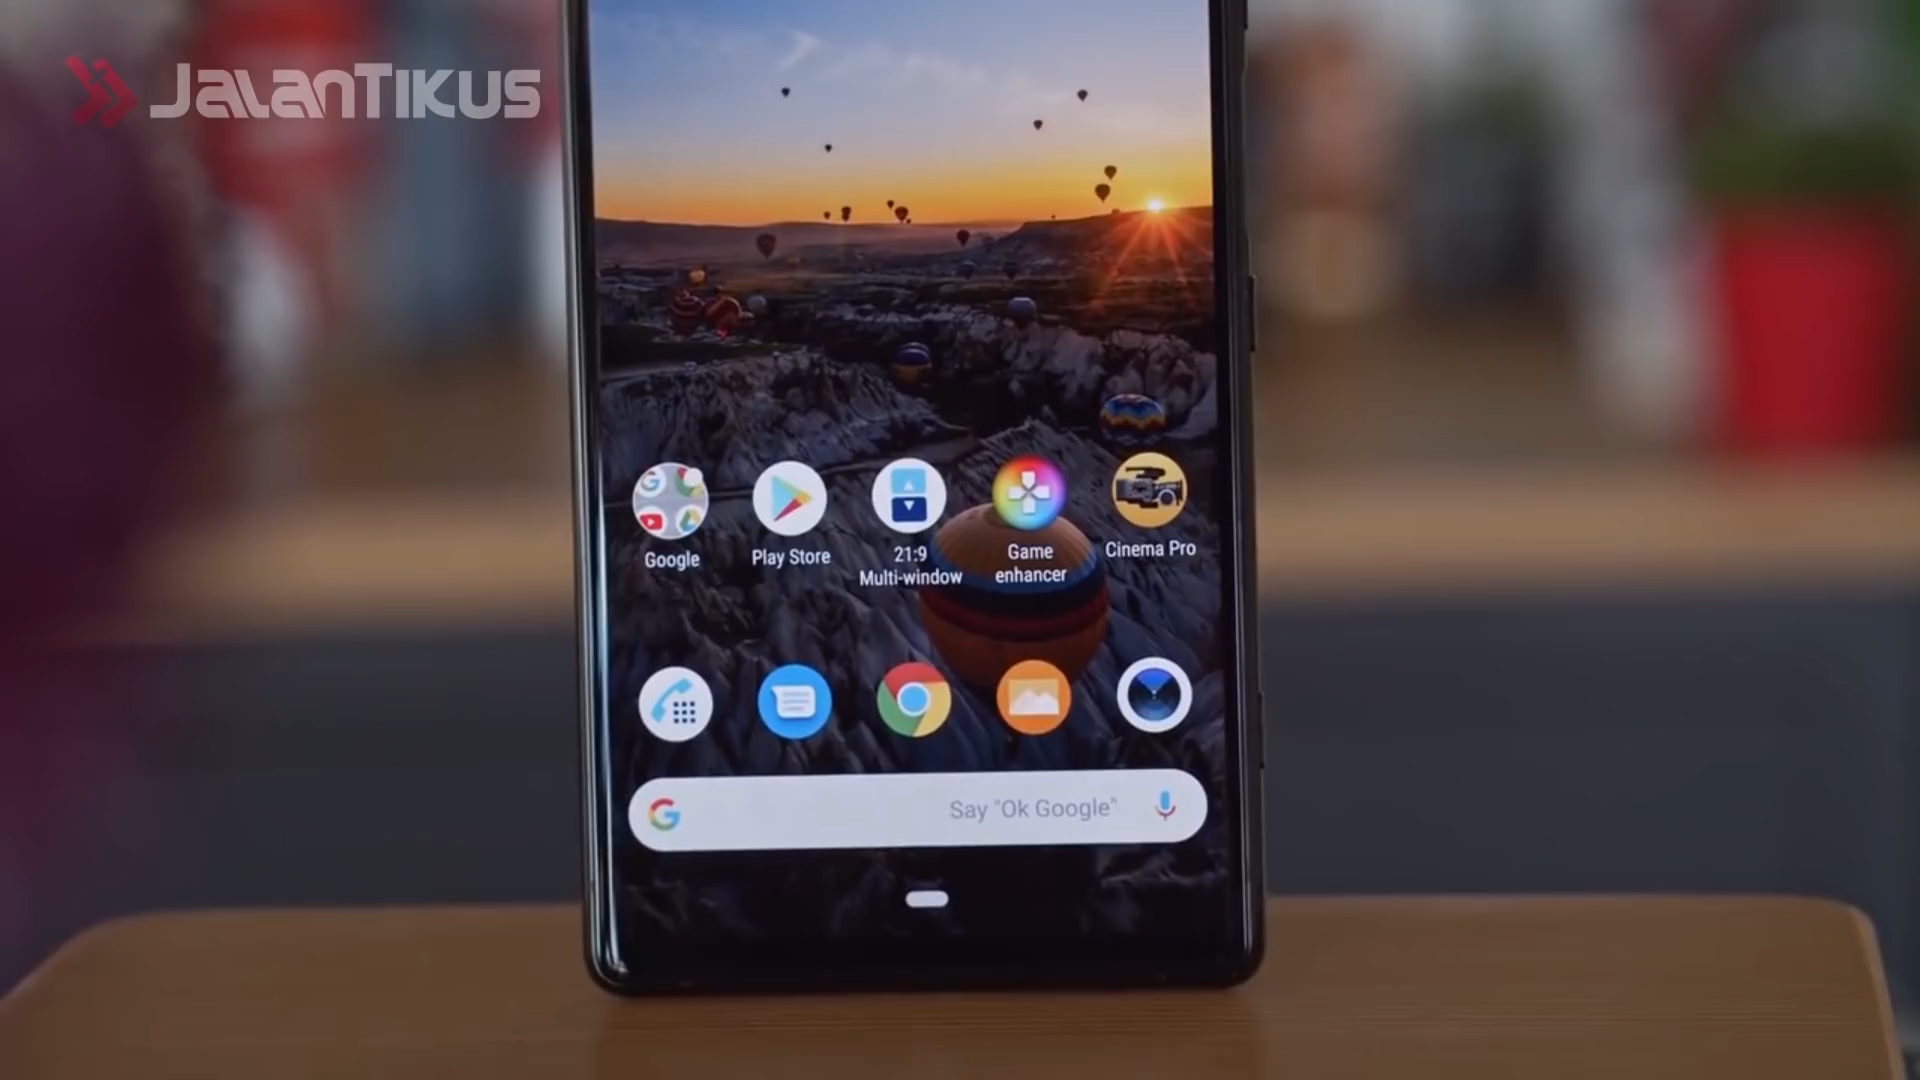 JALANTIKUS
Google
Play Store
21:9
Multi-window
Game
enhancer
Cinema Pro
Say "Ok Google"